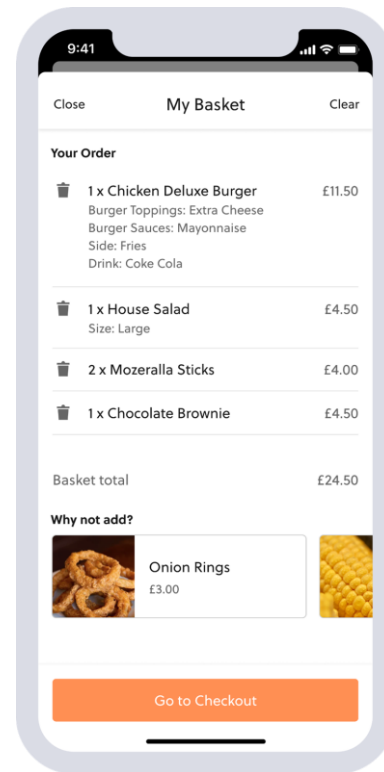 9:41
Close My Basket Clear
Your Order
1 x Chicken Deluxe Burger £11.50
Burger Toppings: Extra Cheese
Burger Sauces: Mayonnaise
Side: Fries
Drink: Coke Cola
1 x House Salad £4.50
Size: Large
2 x Mozeralla Sticks £4.00
1 x Chocolate Brownie £4.50
Basket total £24.50
Why not add?
Onion Rings
£3.00
Go to Checkout